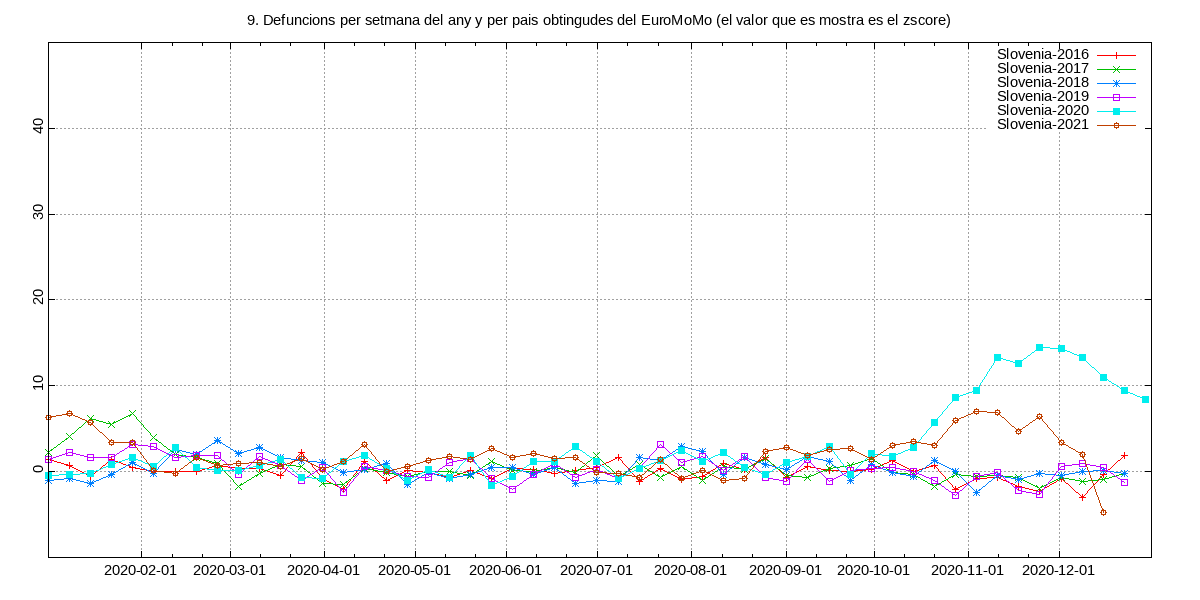 9. Defuncions per setmana del any y per pais obtingudes del EuroMoMo (el valor que es mostra es el zscore)
Slovenia-2016
Slovenia-2017
Slovenia-2018
Slovenia-2019
Slovenia-2020
Slovenia-2021
40
30
20
10
0
2020-02-01 2020-03-01 2020-04-01 2020-05-01 2020-06-01 2020-07-01 2020-08-01 2020-09-01 2020-10-01 2020-11-01 2020-12-01